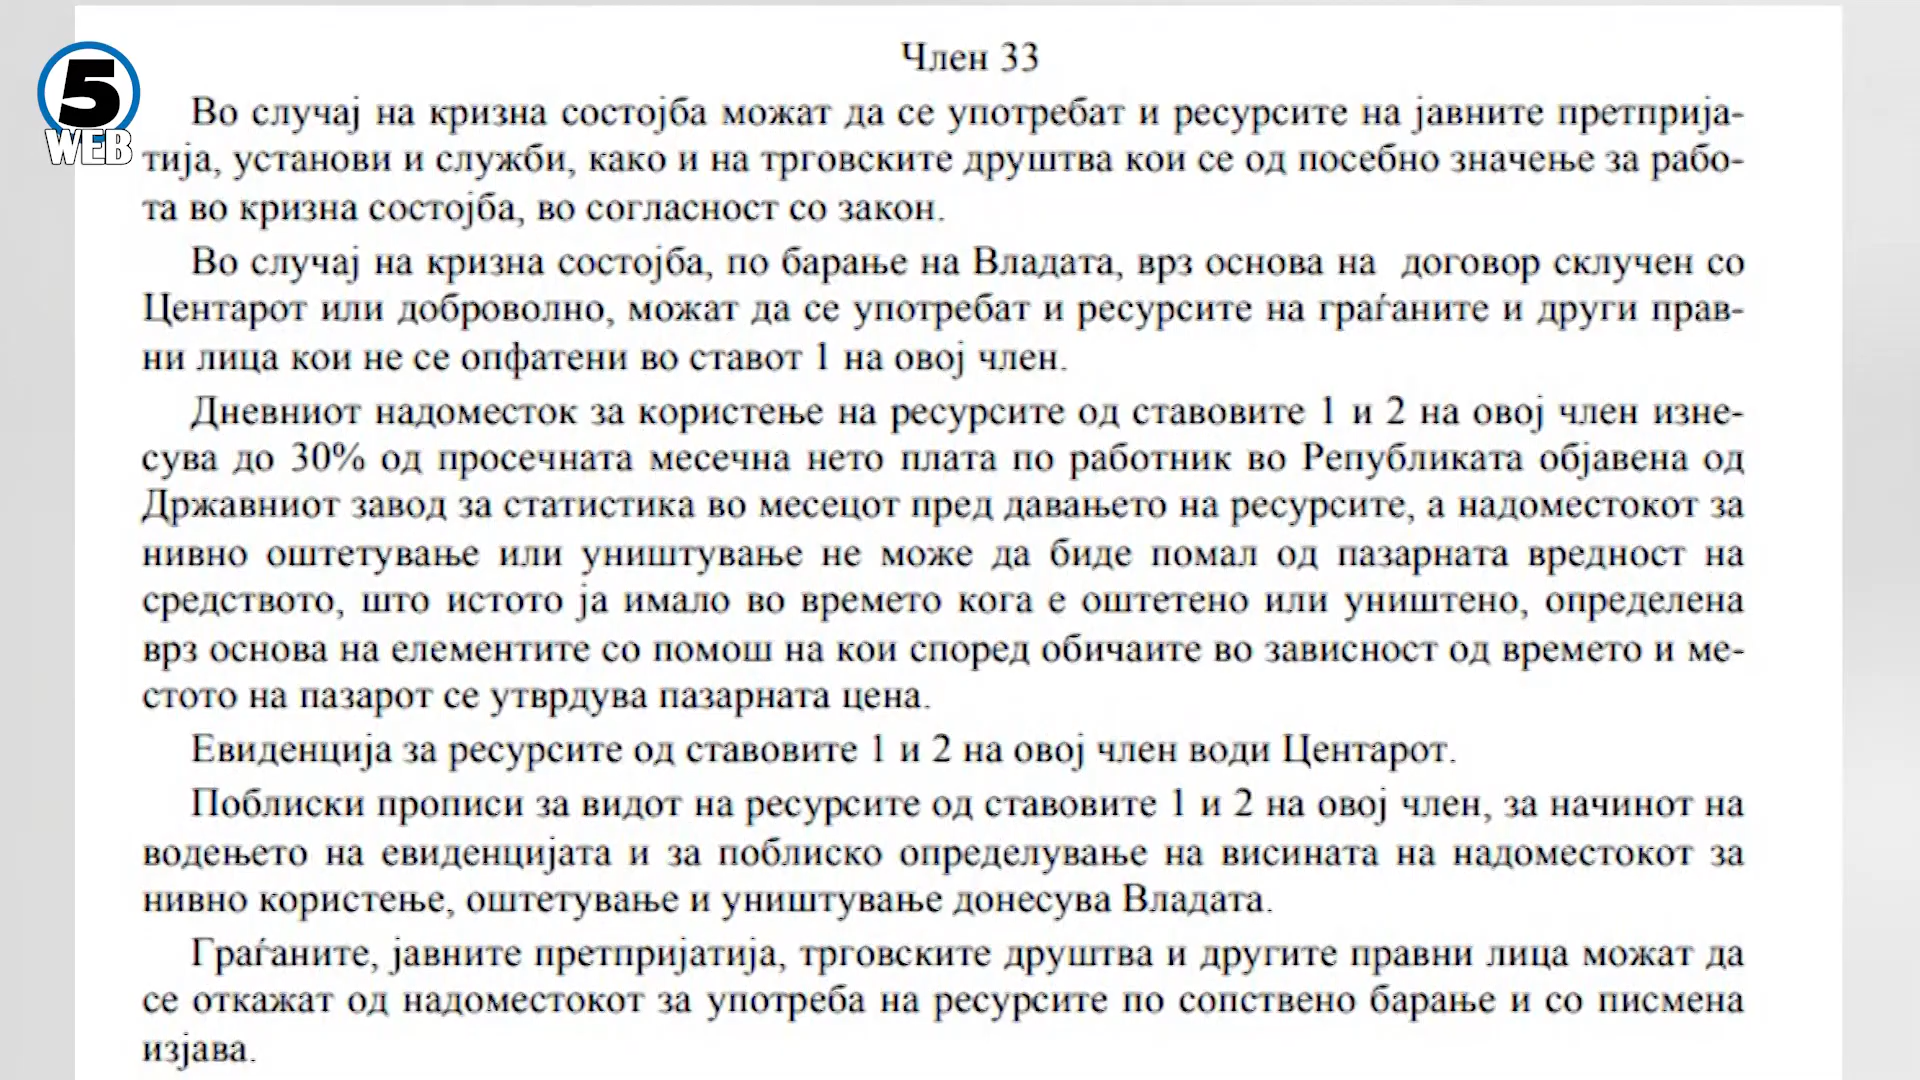 Член 33
5
WEB
Во случај на кризна состојба можат да се употребат и ресурсите на јавните претприја-
тија, установи и служби, како и на трговските друштва кои се од посебно значење за рабо-
та во кризна состојба, во согласност со закон.
Во случај на кризна состојба, по барање на Владата, врз основа на договор склучен со
Центарот или доброволно, можат да се употребат и ресурсите на граѓаните и други прав-
ни лица кои не се опфатени во ставот 1 на овој член.
Дневниот надоместок за користење на ресурсите од ставовите 1 и 2 на овој член изне-
сува до 30% од просечната месечна нето плата по работник во Републиката објавена од
Државниот завод за статистика во месецот пред давањето на ресурсите, а надоместокот за
нивно оштетување или уништување не може да биде помал од пазарната вредност на
средството, што истото ја имало во времето кога е оштетено или уништено, определена
врз основа на елементите со помош на кои според обичаите во зависност од времето и ме-
стото на пазарот се утврдува пазарната цена.
Евиденција за ресурсите од ставовите 1 и 2 на овој член води Центарот.
Поблиски прописи за видот на ресурсите од ставовите 1 и 2 на овој член, за начинот на
водењето на евиденцијата и за поблиско определување на висината на надоместокот за
нивно користење, оштетување и уништување донесува Владата.
Граѓаните, јавните претпријатија, трговските друштва и другите правни лица можат да
се откажат од надоместокот за употреба на ресурсите по сопствено барање и со писмена
изјава.